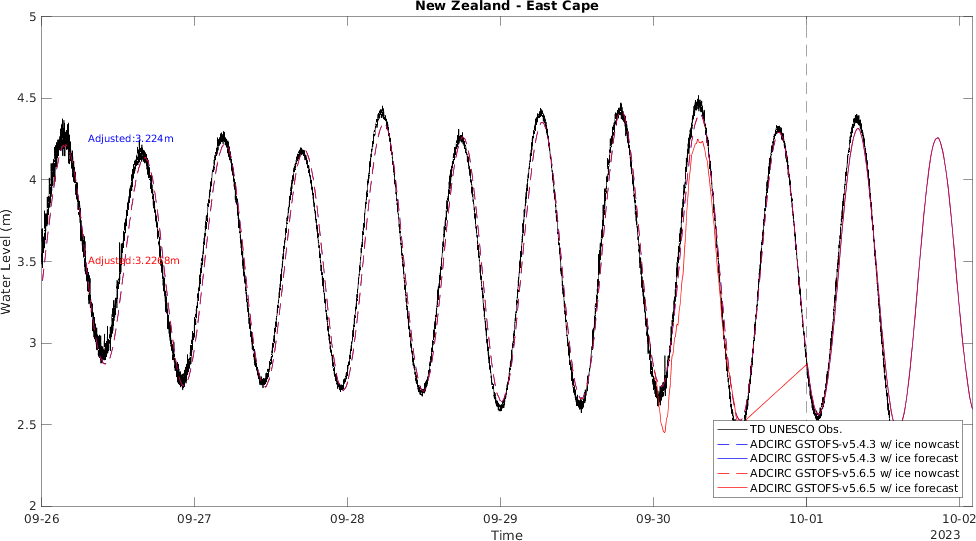 New Zealand - East Cape
5
4.5
4
3.5
3
2.5
2
Water Level (m)
Adjusted:3.224m
Adjusted:3.2268m
TD UNESCO Obs.
ADCIRC GSTOFS-v5.4.3 w/ ice nowcast
ADCIRC GSTOFS-v5.4.3 w/ ice forecast
ADCIRC GSTOFS-v5.6.5 w/ ice nowcast
ADCIRC GSTOFS-v5.6.5 w/ ice forecast
09-26 09-27 09-28 09-29 09-30 10-01 10-02
Time
2023